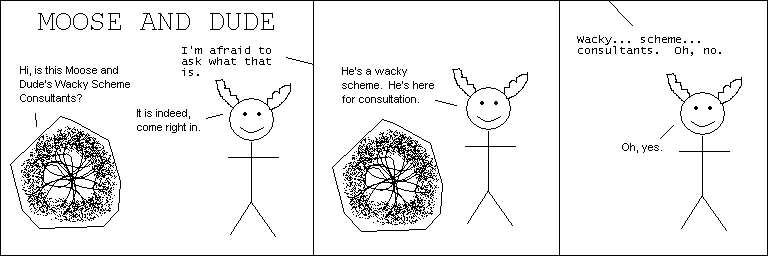 MOOSE AND DUDE
Hi, is this Moose and
Dude's Wacky Scheme
Consultants?
It is indeed,
come right in.
I'm afraid to
ask what that
is.
He's a wacky
scheme. He's here
for consultation.
Wacky... scheme...
consultants. Oh, no.
Oh, yes.